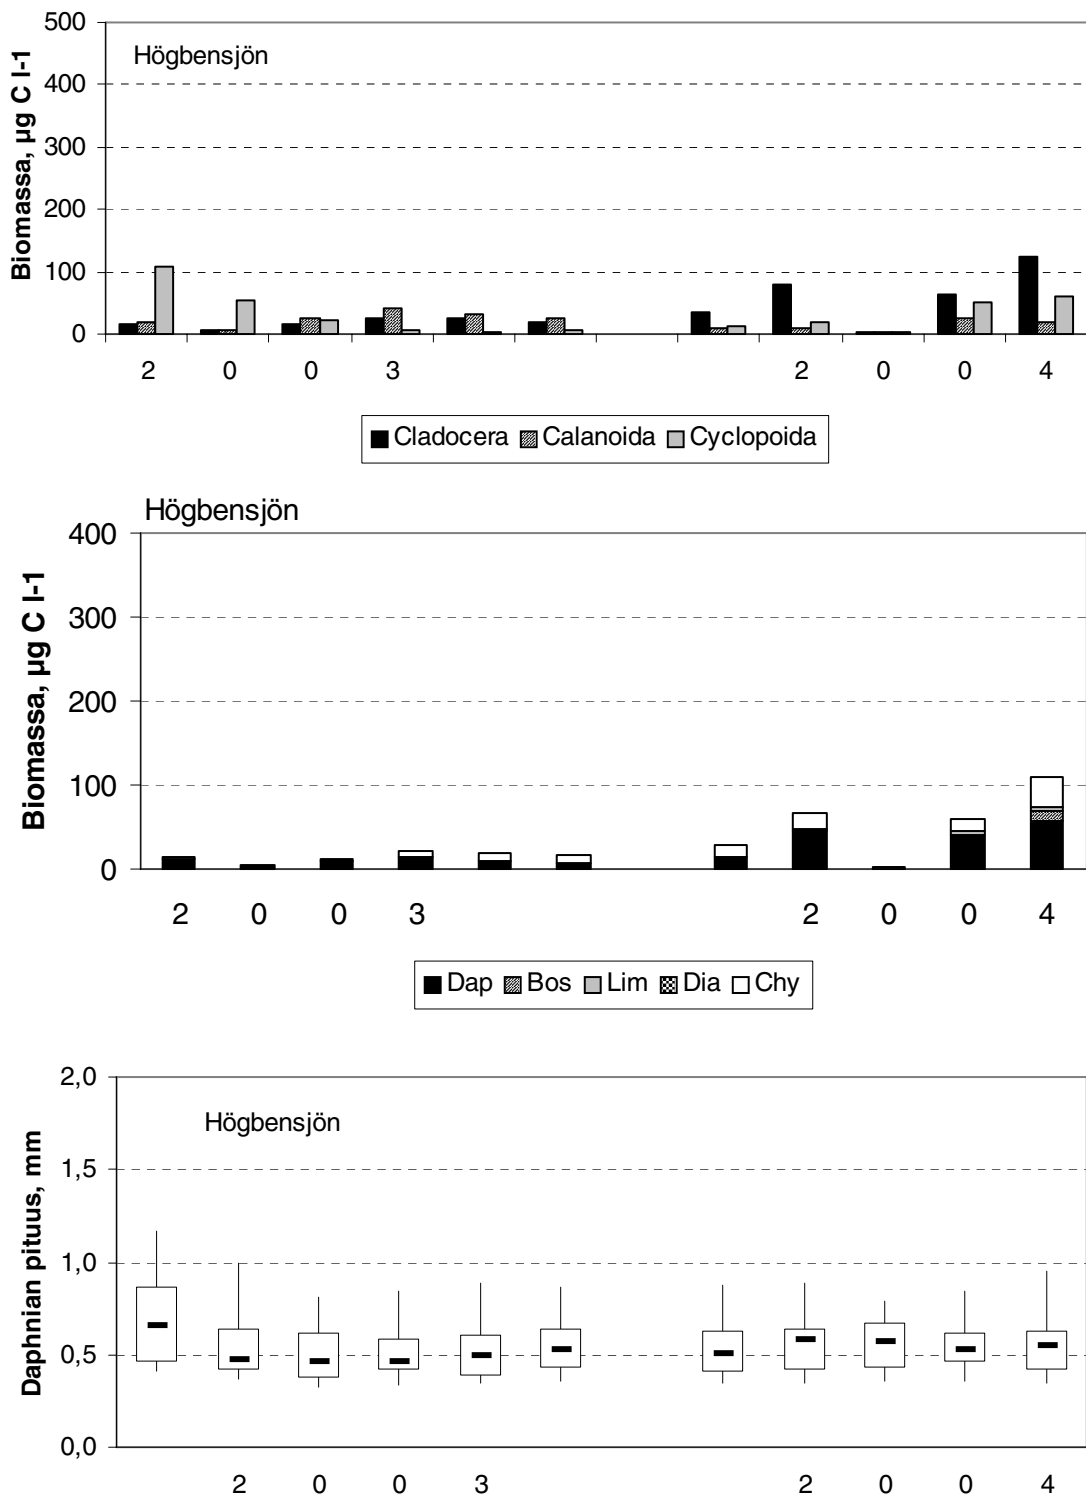 Högbensjön
Biomassa, µg C l-1
500
400
300
200
100
0
2 0 0 3 2 0 0 4
Cladocera Calanoida Cyclopoida
Högbensjön
Biomassa, µg C l-1
400
300
200
100
0
2 0 0 3 2 0 0 4
Dap Bos Lim Dia Chy
Högbensjön
Daphnian pituus, mm
2,0
1,5
1,0
0,5
0,0
2 0 0 3 2 0 0 4